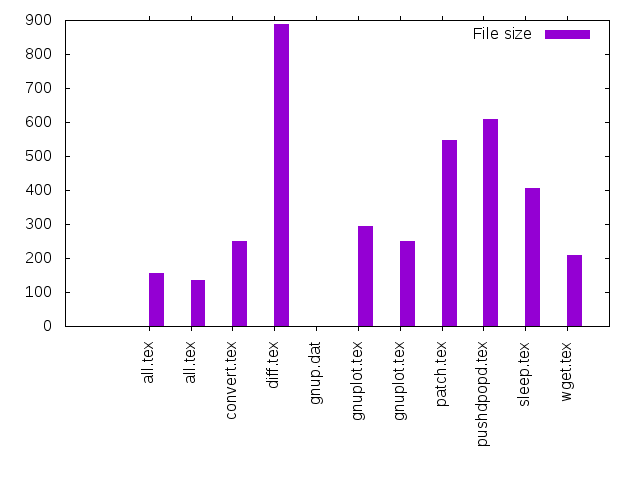 File size
900
800
700
600
500
400
300
200
100
0
all.tex
all.tex
convert.tex
diff.tex
gnup.dat
gnuplot.tex
gnuplot.tex
patch.tex
pushdpopd.tex
sleep.tex
wget.tex